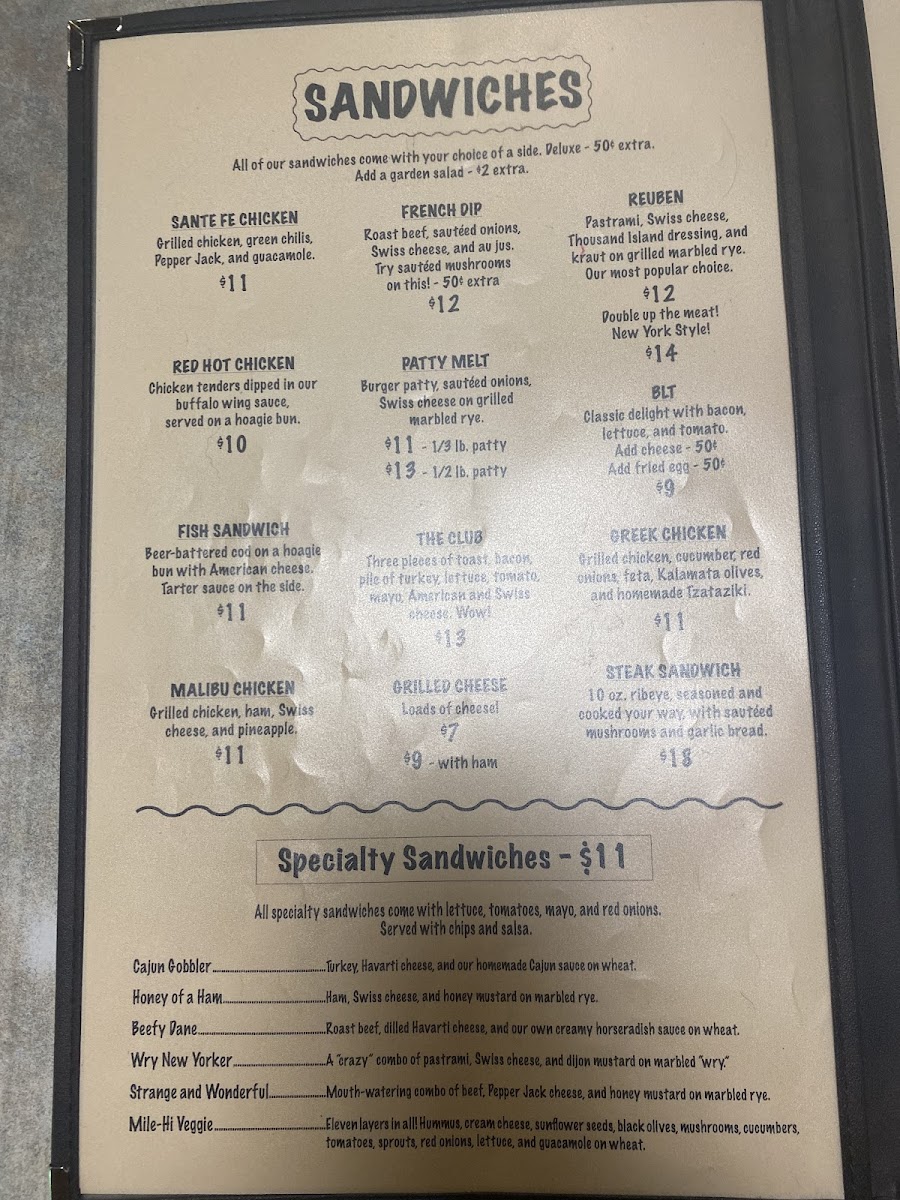 SANDWICHES
All of our sandwiches come with your choice of a side. Deluxe - 50¢ extra.
Add a garden salad - $2 extra.
SANTE FE CHICKEN
Grilled chicken, green chilis,
Pepper Jack, and guacamole.
$11
RED HOT CHICKEN
Chicken tenders dipped in our
buffalo wing sauce,
served on a hoagie bun.
$10
FISH SANDWICH
Beer-battered cod on a hoagie
bun with American cheese.
Tarter sauce on the side.
$11
MALIBU CHICKEN
Grilled chicken, ham, Swiss
cheese, and pineapple.
$11
FRENCH DIP
Roast beef, sautéed onions,
Swiss cheese, and au jus.
Try sautéed mushrooms
on this! - 50¢ extra
$12
PATTY MELT
Burger patty, sautéed onions,
Swiss cheese on grilled
marbled rye.
$11 - 1/3 lb. patty
$13 - 1/2 lb. patty
THE CLUB
Three pieces of toast, bacon,
pile of turkey, lettuce, tomato,
mayo, American and Swiss
cheese. Wow!
$13
GRILLED CHEESE
Loads of cheese!
$7
$9 - with ham
REUBEN
Pastrami, Swiss cheese,
Thousand Island dressing, and
kraut on grilled marbled rye.
Our most popular choice.
$12
Double up the meat!
New York Style!
$14
BLT
Classic delight with bacon,
lettuce, and tomato.
Add cheese - 50¢
Add fried egg - 50¢
$9
GREEK CHICKEN
Grilled chicken, cucumber, red
onions, feta, Kalamata olives,
and homemade Tzataziki.
$11
STEAK SANDWICH
10 oz. ribeye, seasoned and
cooked your way, with sautéed
mushrooms and garlic bread.
$18
Specialty Sandwiches - $11
All specialty sandwiches come with lettuce, tomatoes, mayo, and red onions.
Served with chips and salsa.
Cajun Gobbler...............Turkey, Havarti cheese, and our homemade Cajun sauce on wheat.
Honey of a Ham...............Ham, Swiss cheese, and honey mustard on marbled rye.
Beefy Dane...............Roast beef, dilled Havarti cheese, and our own creamy horseradish sauce on wheat.
Wry New Yorker...............A "crazy" combo of pastrami, Swiss cheese, and dijon mustard on marbled "wry."
Strange and Wonderful...............Mouth-watering combo of beef, Pepper Jack cheese, and honey mustard on marbled rye.
Mile-Hi Veggie...............Eleven layers in all! Hummus, cream cheese, sunflower seeds, black olives, mushrooms, cucumbers,
tomatoes, sprouts, red onions, lettuce, and guacamole on wheat.